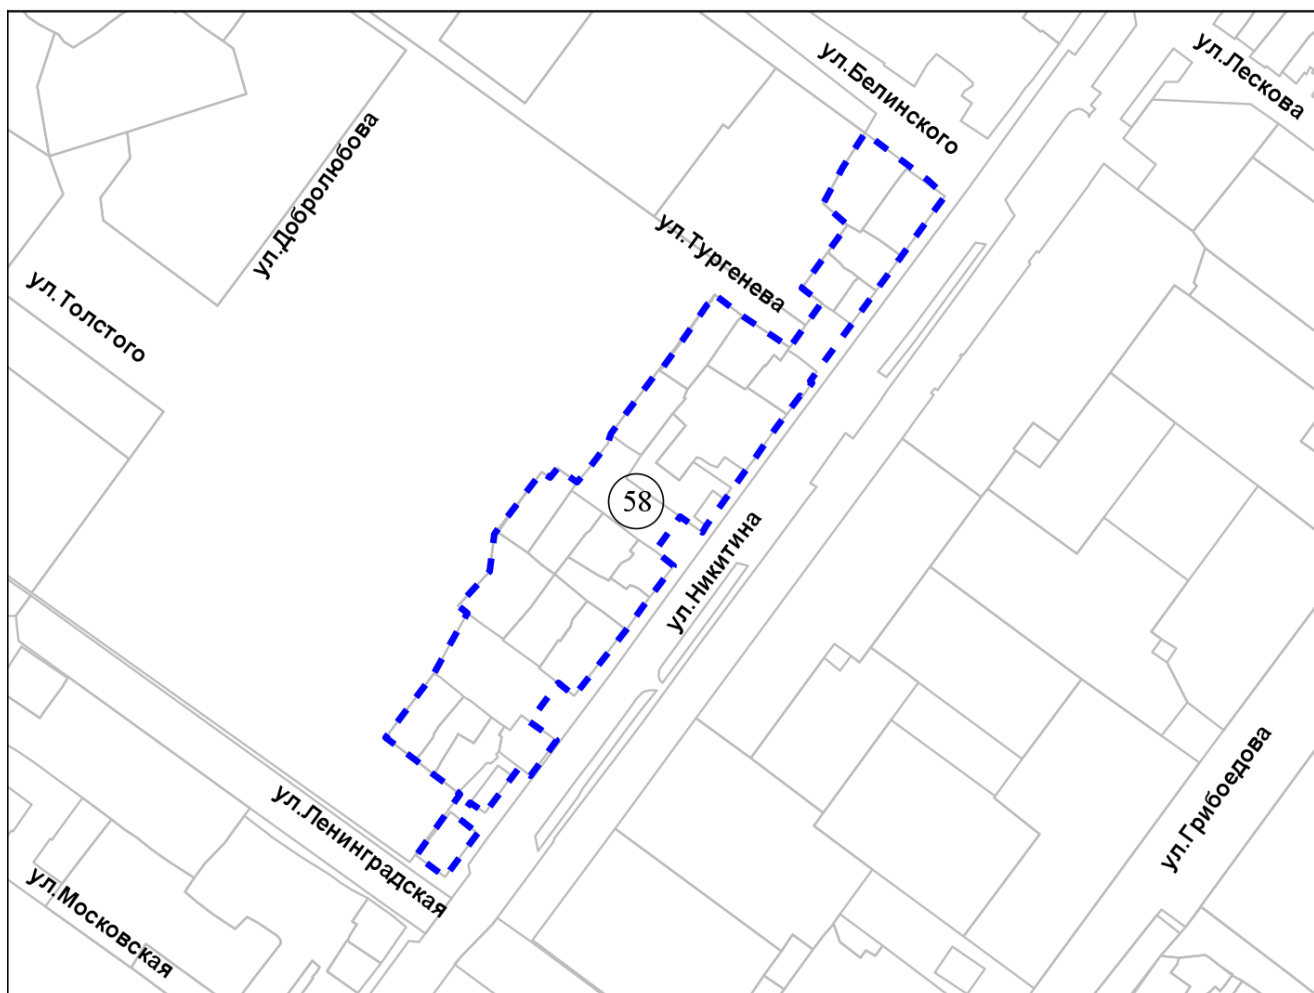 ул.Белинского
ул.Лескова
ул.Добролюбова
ул.Тургенева
ул.Толстого
58
ул.Никитина
ул.Грибоедова
ул.Ленинградская
ул.Московская